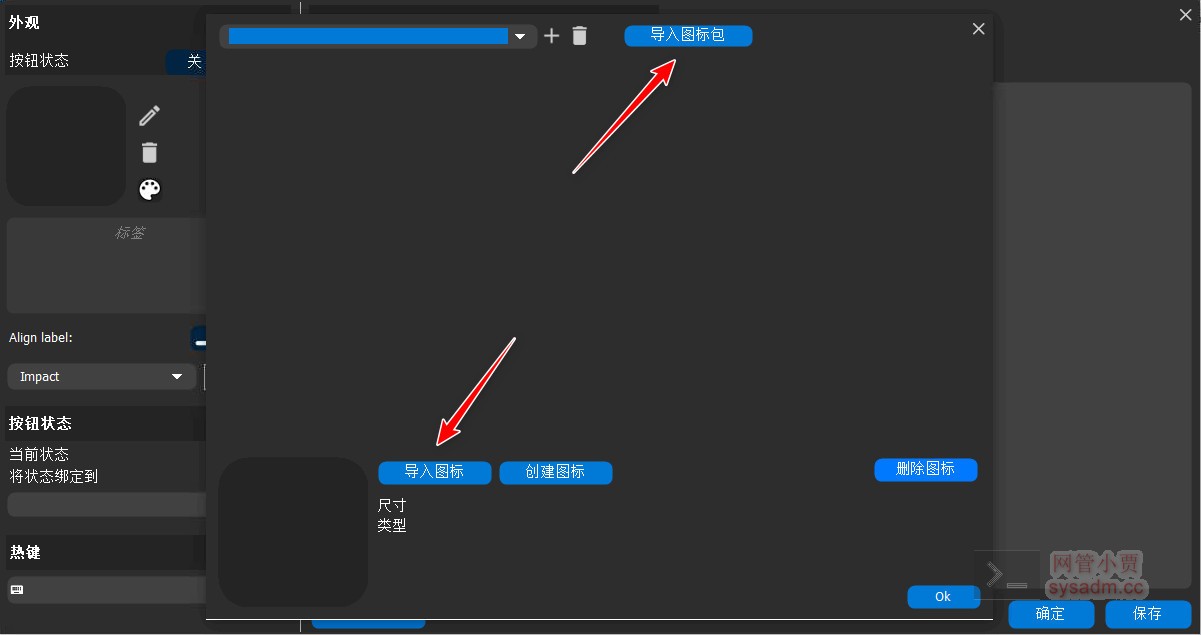 外观
按钮状态
关
标签
Align label:
Impact
按钮状态
当前状态
将状态绑定到
热键
导入图标包
导入图标
创建图标
删除图标
尺寸
类型
Ok
确定
保存
网管小贾
sysadm.cc